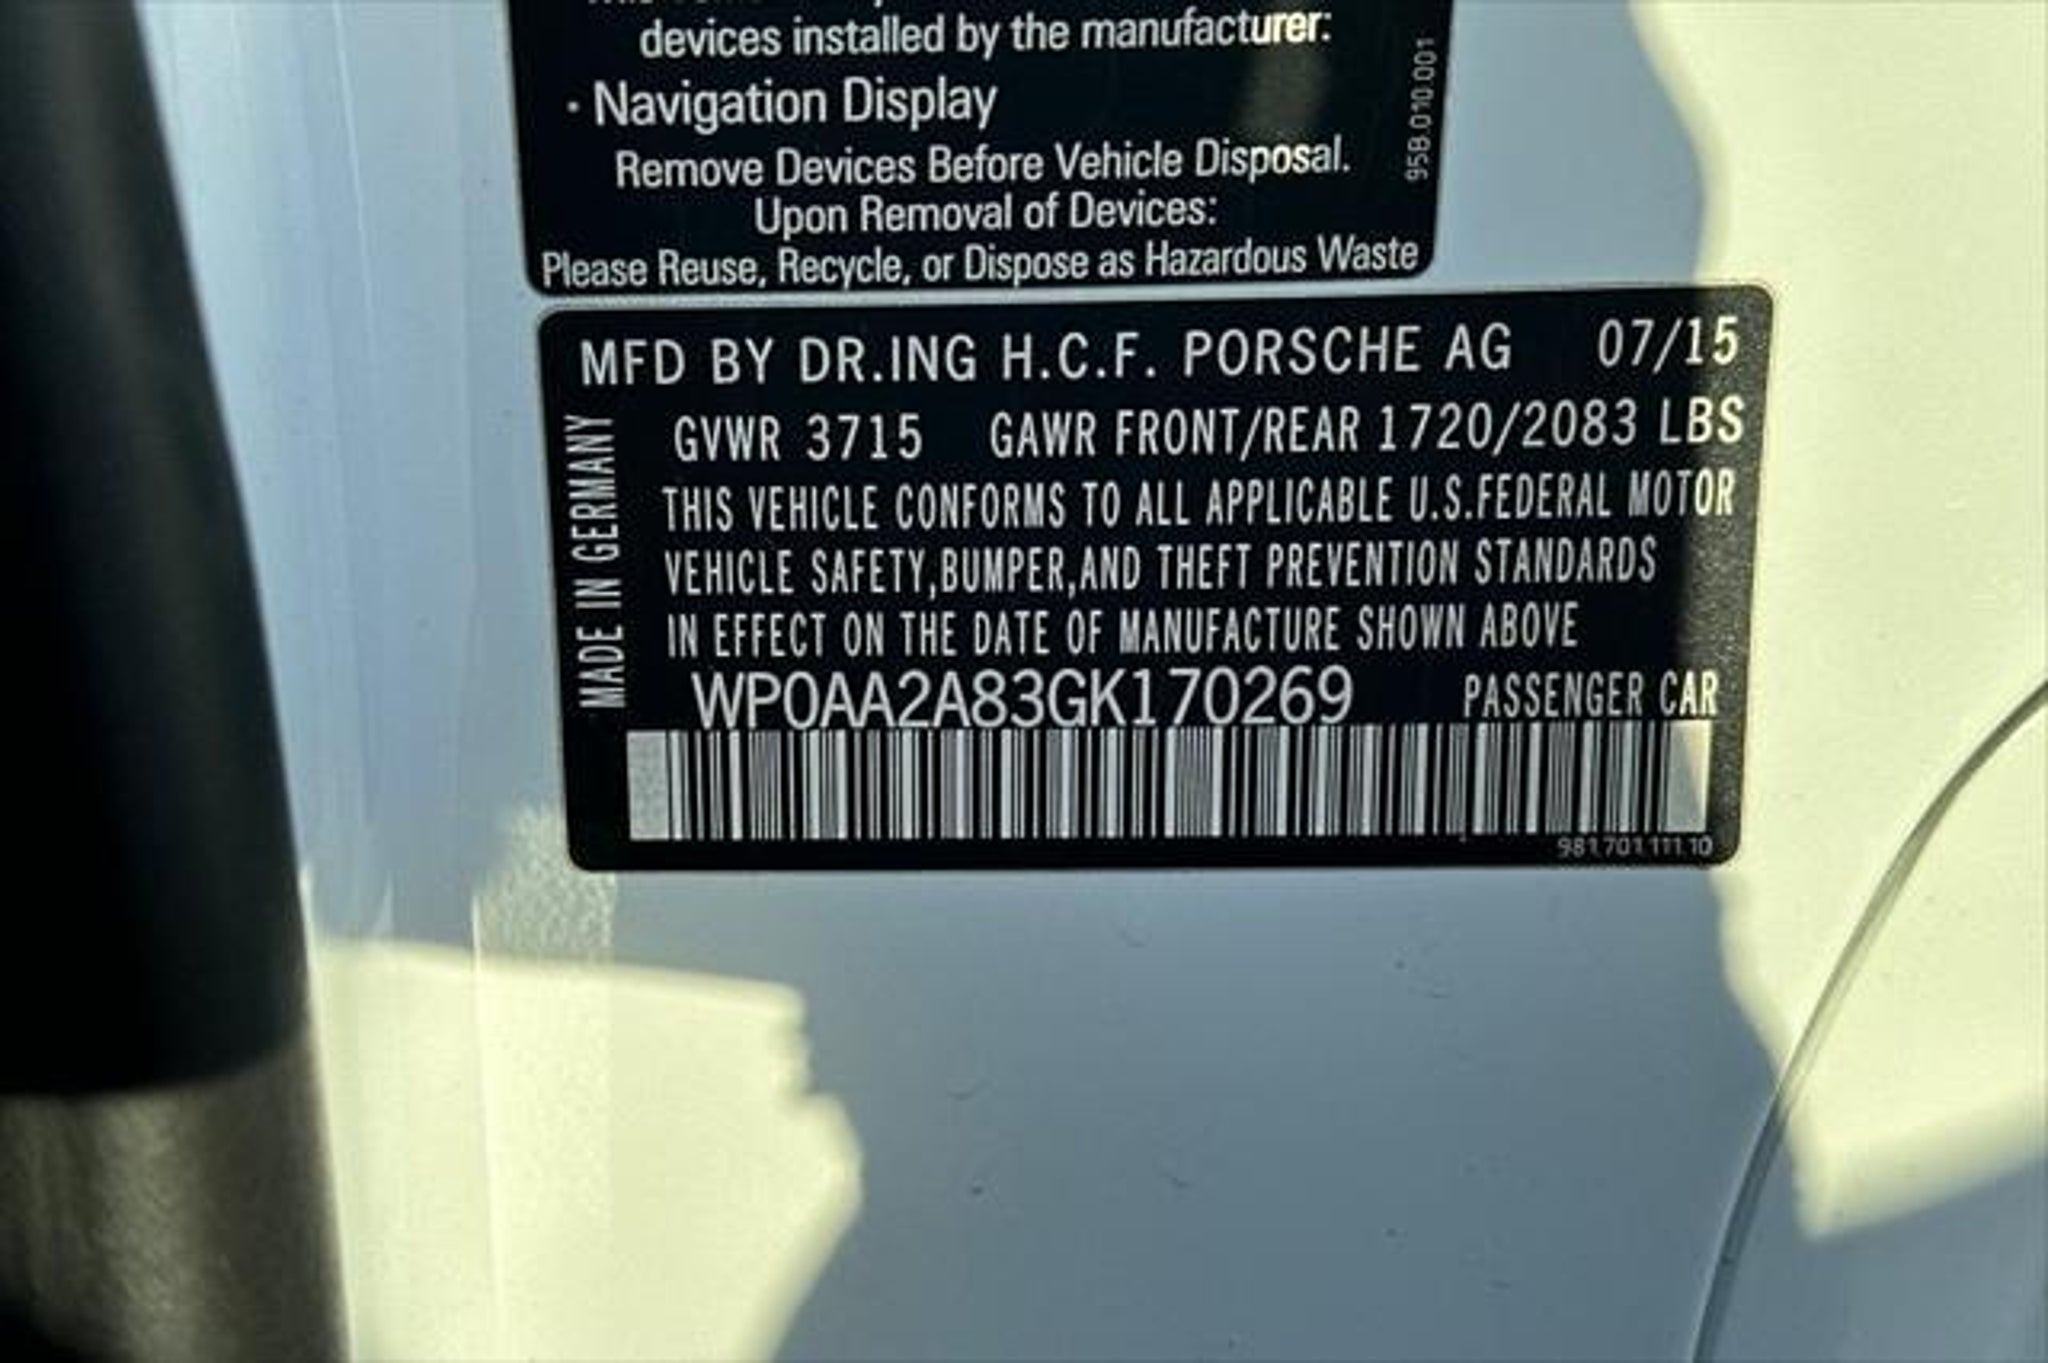 devices installed by the manufacturer:
· Navigation Display
Remove Devices Before Vehicle Disposal.
Upon Removal of Devices:
Please Reuse, Recycle, or Dispose as Hazardous Waste
95B.010.001
MFD BY DR.ING H.C.F. PORSCHE AG 07/15
GVWR 3715 GAWR FRONT/REAR 1720/2083 LBS
THIS VEHICLE CONFORMS TO ALL APPLICABLE U.S.FEDERAL MOTOR
VEHICLE SAFETY,BUMPER,AND THEFT PREVENTION STANDARDS
IN EFFECT ON THE DATE OF MANUFACTURE SHOWN ABOVE
MADE IN GERMANY
WP0AA2A83GK170269 PASSENGER CAR
981.701.111.10